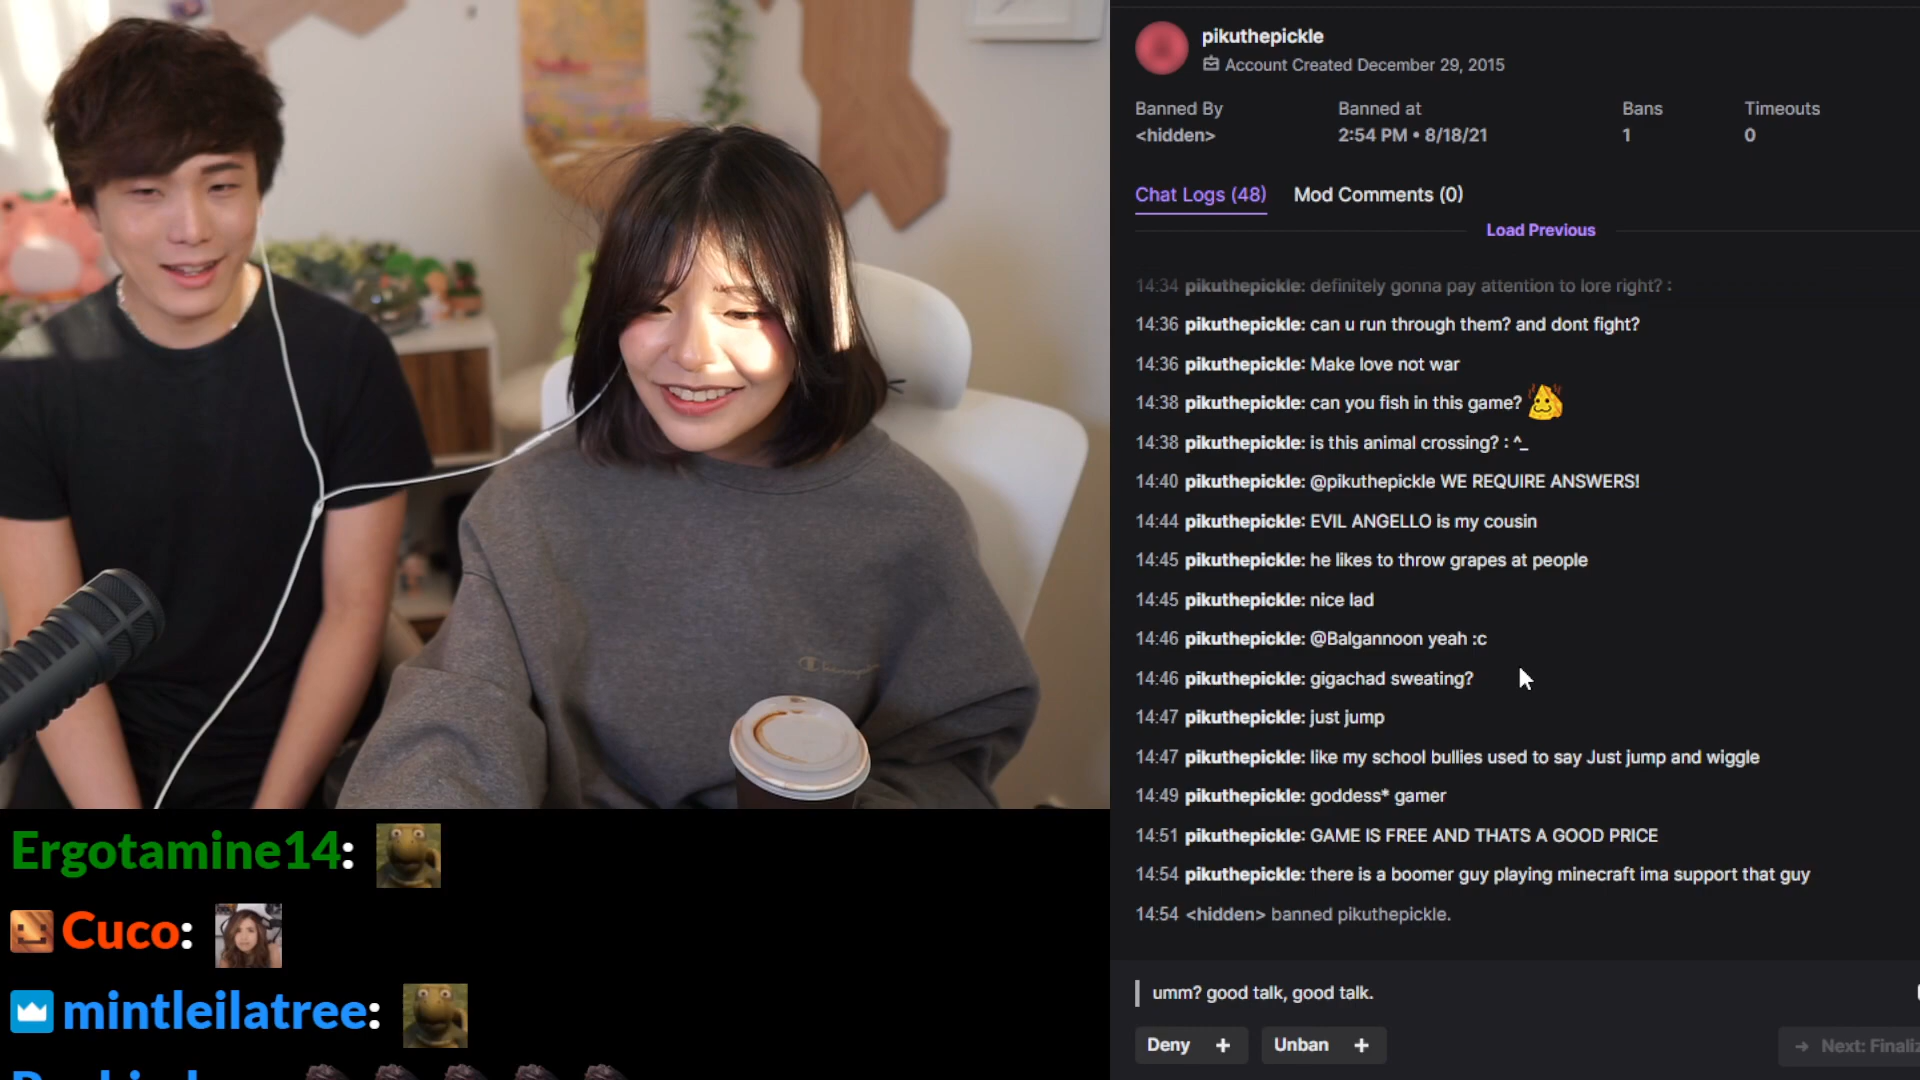 pikuthepickle
Account Created December 29, 2015
Banned By
Banned at
Bans
Timeouts
<hidden>
2:54 PM • 8/18/21
1
0
Chat Logs (48)
Mod Comments (0)
Load Previous
14:34 pikuthepickle: definitely gonna pay attention to lore right? :
14:36 pikuthepickle: can u run through them? and dont fight?
14:36 pikuthepickle: Make love not war
14:38 pikuthepickle: can you fish in this game?
14:38 pikuthepickle: is this animal crossing? : ^_
14:40 pikuthepickle: @pikuthepickle WE REQUIRE ANSWERS!
14:44 pikuthepickle: EVIL ANGELLO is my cousin
14:45 pikuthepickle: he likes to throw grapes at people
14:45 pikuthepickle: nice lad
14:46 pikuthepickle: @Balgannoon yeah :c
14:46 pikuthepickle: gigachad sweating?
14:47 pikuthepickle: just jump
14:47 pikuthepickle: like my school bullies used to say Just jump and wiggle
14:49 pikuthepickle: goddess* gamer
14:51 pikuthepickle: GAME IS FREE AND THATS A GOOD PRICE
14:54 pikuthepickle: there is a boomer guy playing minecraft ima support that guy
14:54 <hidden> banned pikuthepickle.
umm? good talk, good talk.
Deny +
Unban +
Next:
Champion
Ergotamine14:
Cuco:
mintleilatree: